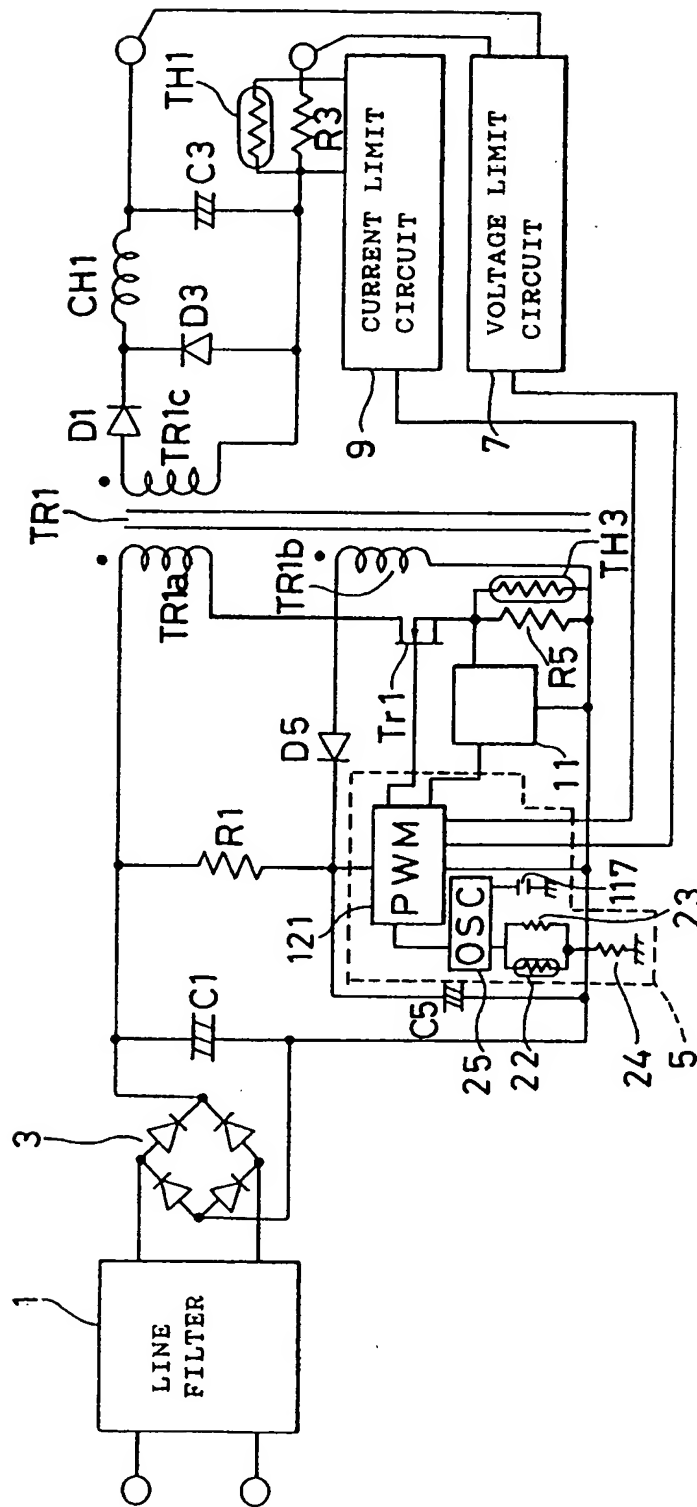 1
LINE
FILTER
3
C1
R1
D5
121
PWM
OSC
C5
25
22
24
5
23
117
11
R5
TH3
Tr1
TR1a
TR1b
TR1
TR1c
D1
D3
CH1
C3
TH1
R3
CURRENT LIMIT
CIRCUIT
9
VOLTAGE LIMIT
CIRCUIT
7